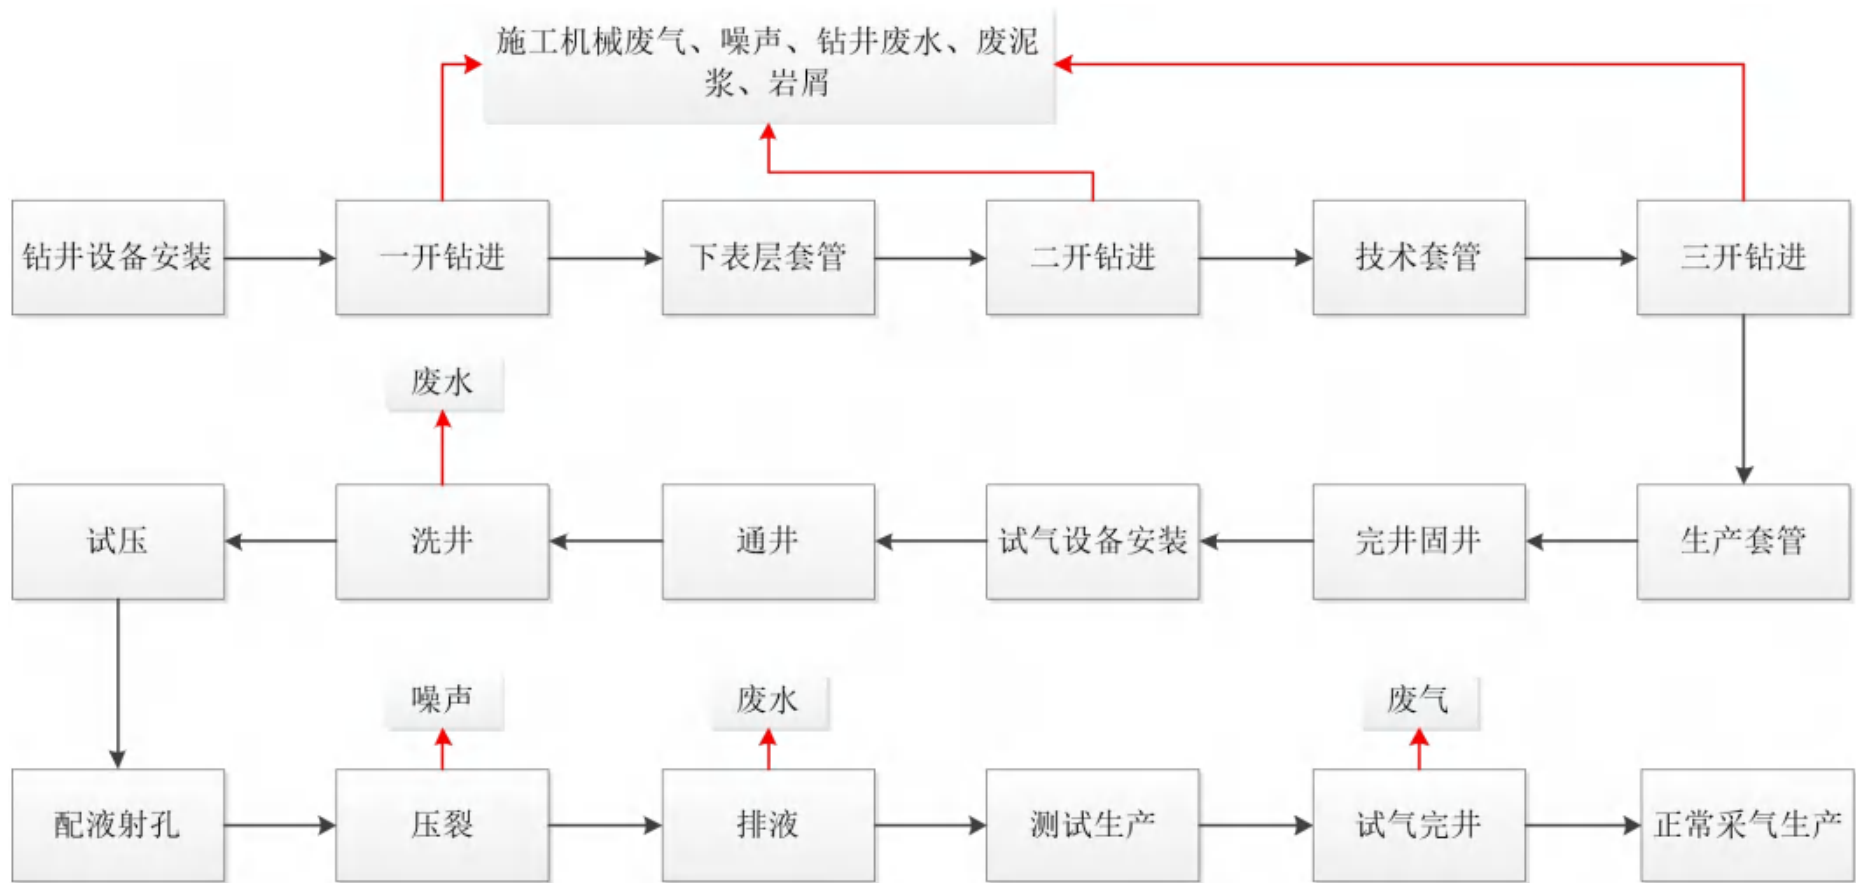 施工机械废气、噪声、钻井废水、废泥
浆、岩屑
钻井设备安装
一开钻进
下表层套管
二开钻进
技术套管
三开钻进
废水
试压
洗井
通井
试气设备安装
完井固井
生产套管
噪声
废水
废气
配液射孔
压裂
排液
测试生产
试气完井
正常采气生产